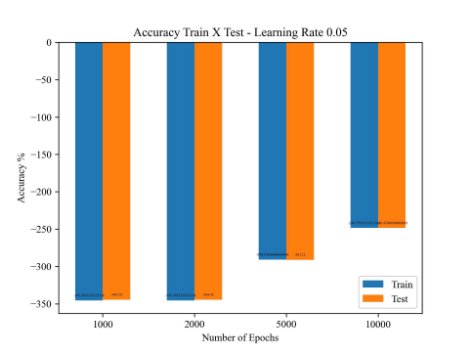 Accuracy Train X Test - Learning Rate 0.05
0
−50
−100
−150
−200
−250
−300
−350
Accuracy %
1000
2000
5000
10000
Number of Epochs
Train
Test